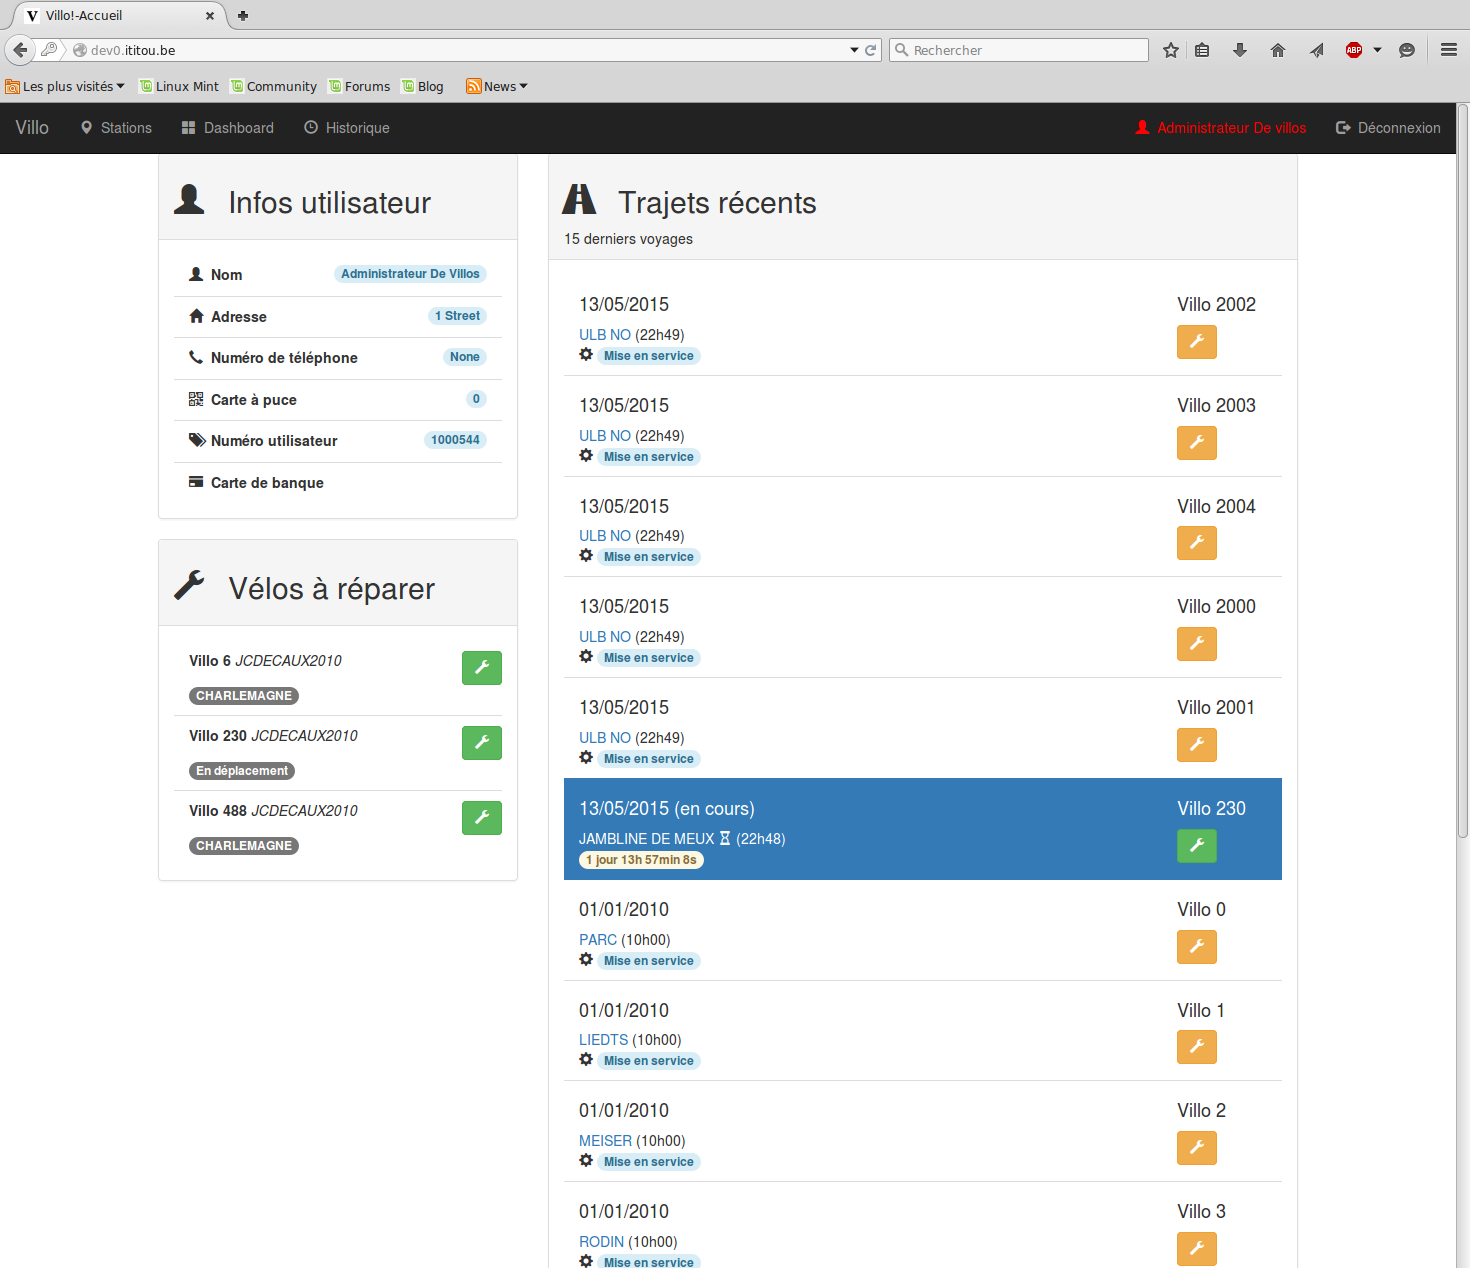 Villo!-Accueil
dev0.ititou.be
Rechercher
ABP
Les plus visités
Linux Mint
Community
Forums
Blog
News
Villo
Stations
Dashboard
Historique
Administrateur De villos
Déconnexion
Infos utilisateur
Nom
Administrateur De Villos
Adresse
1 Street
Numéro de téléphone
None
Carte à puce
0
Numéro utilisateur
1000544
Carte de banque
Vélos à réparer
Villo 6 JCDECAUX2010
CHARLEMAGNE
Villo 230 JCDECAUX2010
En déplacement
Villo 488 JCDECAUX2010
CHARLEMAGNE
Trajets récents
15 derniers voyages
13/05/2015
Villo 2002
ULB NO (22h49)
Mise en service
13/05/2015
Villo 2003
ULB NO (22h49)
Mise en service
13/05/2015
Villo 2004
ULB NO (22h49)
Mise en service
13/05/2015
Villo 2000
ULB NO (22h49)
Mise en service
13/05/2015
Villo 2001
ULB NO (22h49)
Mise en service
13/05/2015 (en cours)
Villo 230
JAMBLINE DE MEUX (22h48)
1 jour 13h 57min 8s
01/01/2010
Villo 0
PARC (10h00)
Mise en service
01/01/2010
Villo 1
LIEDTS (10h00)
Mise en service
01/01/2010
Villo 2
MEISER (10h00)
Mise en service
01/01/2010
Villo 3
RODIN (10h00)
Mise en service